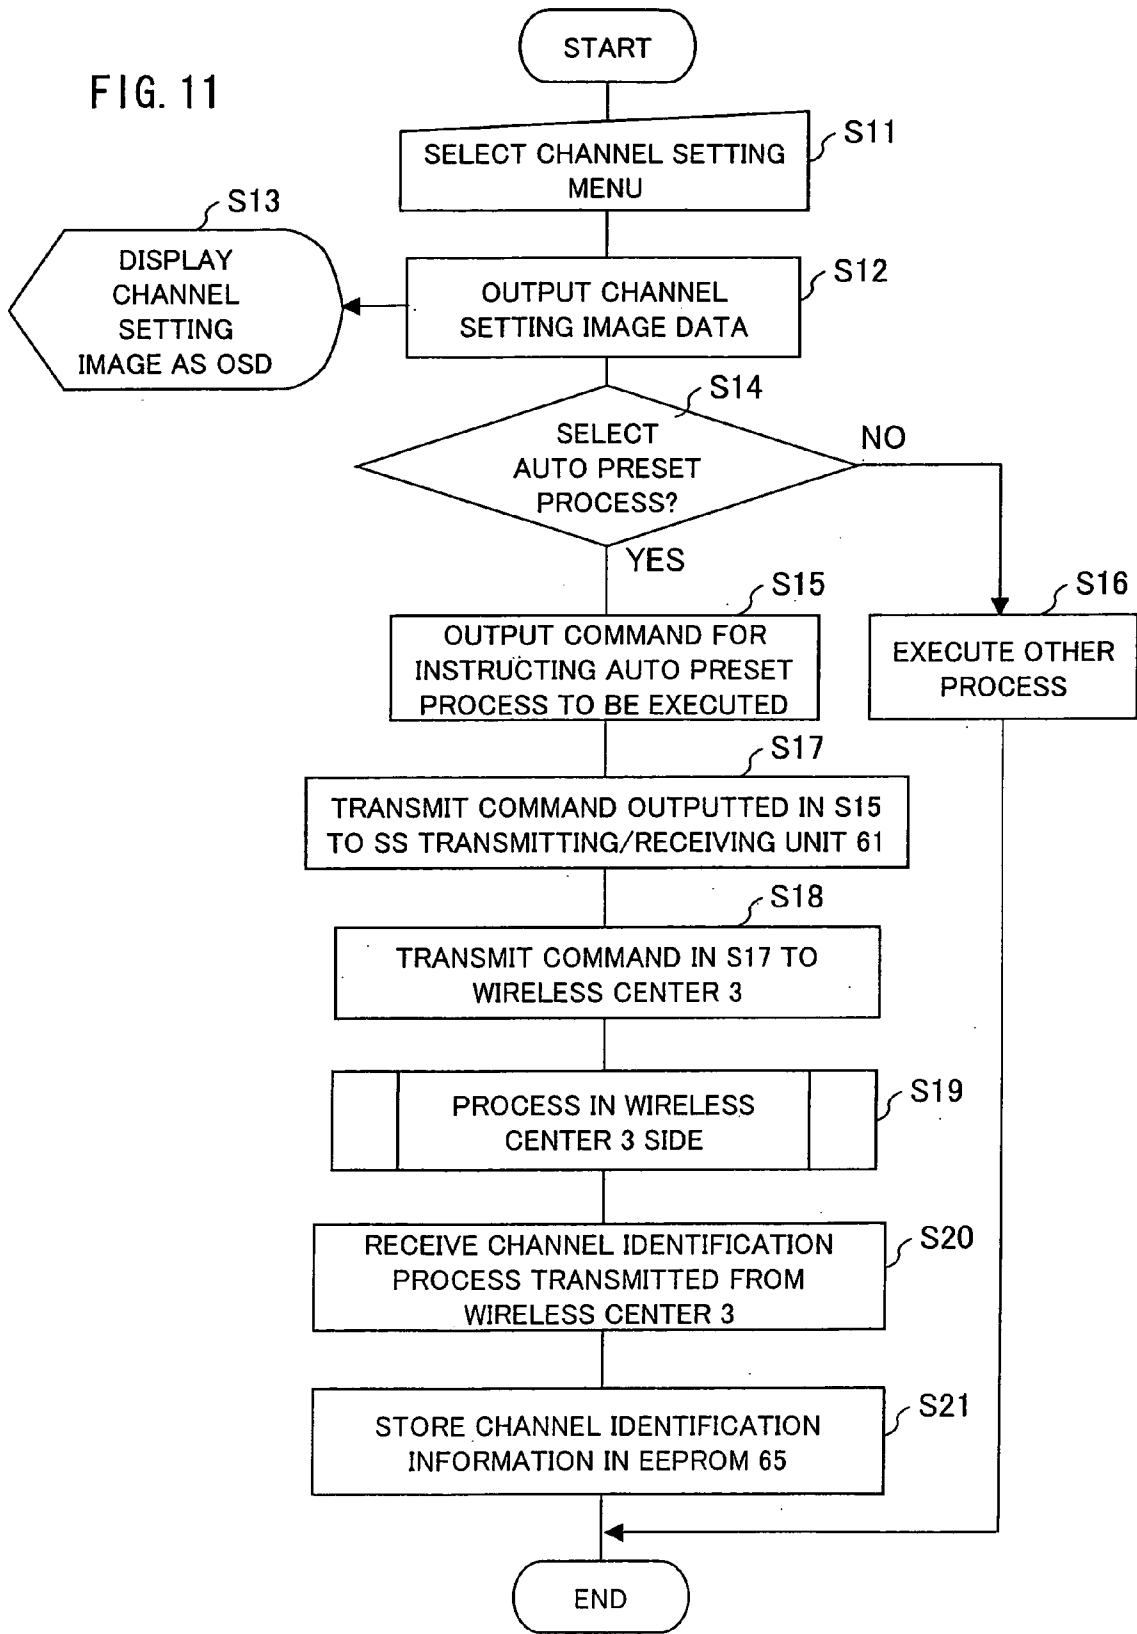 START
FIG. 11
S11
SELECT CHANNEL SETTING
MENU
S13
DISPLAY
CHANNEL
SETTING
IMAGE AS OSD
S12
OUTPUT CHANNEL
SETTING IMAGE DATA
S14
SELECT
AUTO PRESET
PROCESS?
NO
YES
S15
OUTPUT COMMAND FOR
INSTRUCTING AUTO PRESET
PROCESS TO BE EXECUTED
S16
EXECUTE OTHER
PROCESS
S17
TRANSMIT COMMAND OUTPUTTED IN S15
TO SS TRANSMITTING/RECEIVING UNIT 61
S18
TRANSMIT COMMAND IN S17 TO
WIRELESS CENTER 3
S19
PROCESS IN WIRELESS
CENTER 3 SIDE
S20
RECEIVE CHANNEL IDENTIFICATION
PROCESS TRANSMITTED FROM
WIRELESS CENTER 3
S21
STORE CHANNEL IDENTIFICATION
INFORMATION IN EEPROM 65
END